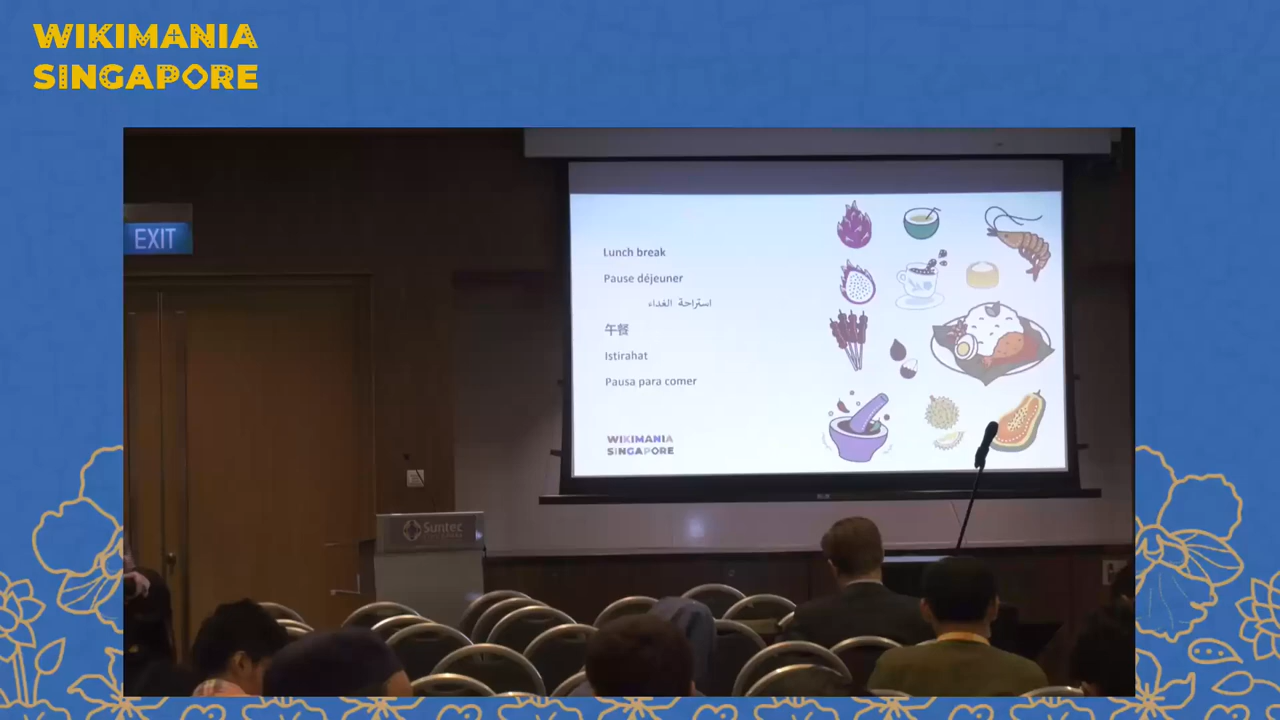 WIKIMANIA
SINGAPORE
EXIT
Lunch break
Pause déjeuner
استراحة الغداء
午餐
Istirahat
Pausa para comer
WIKIMANIA
SINGAPORE
Suntec